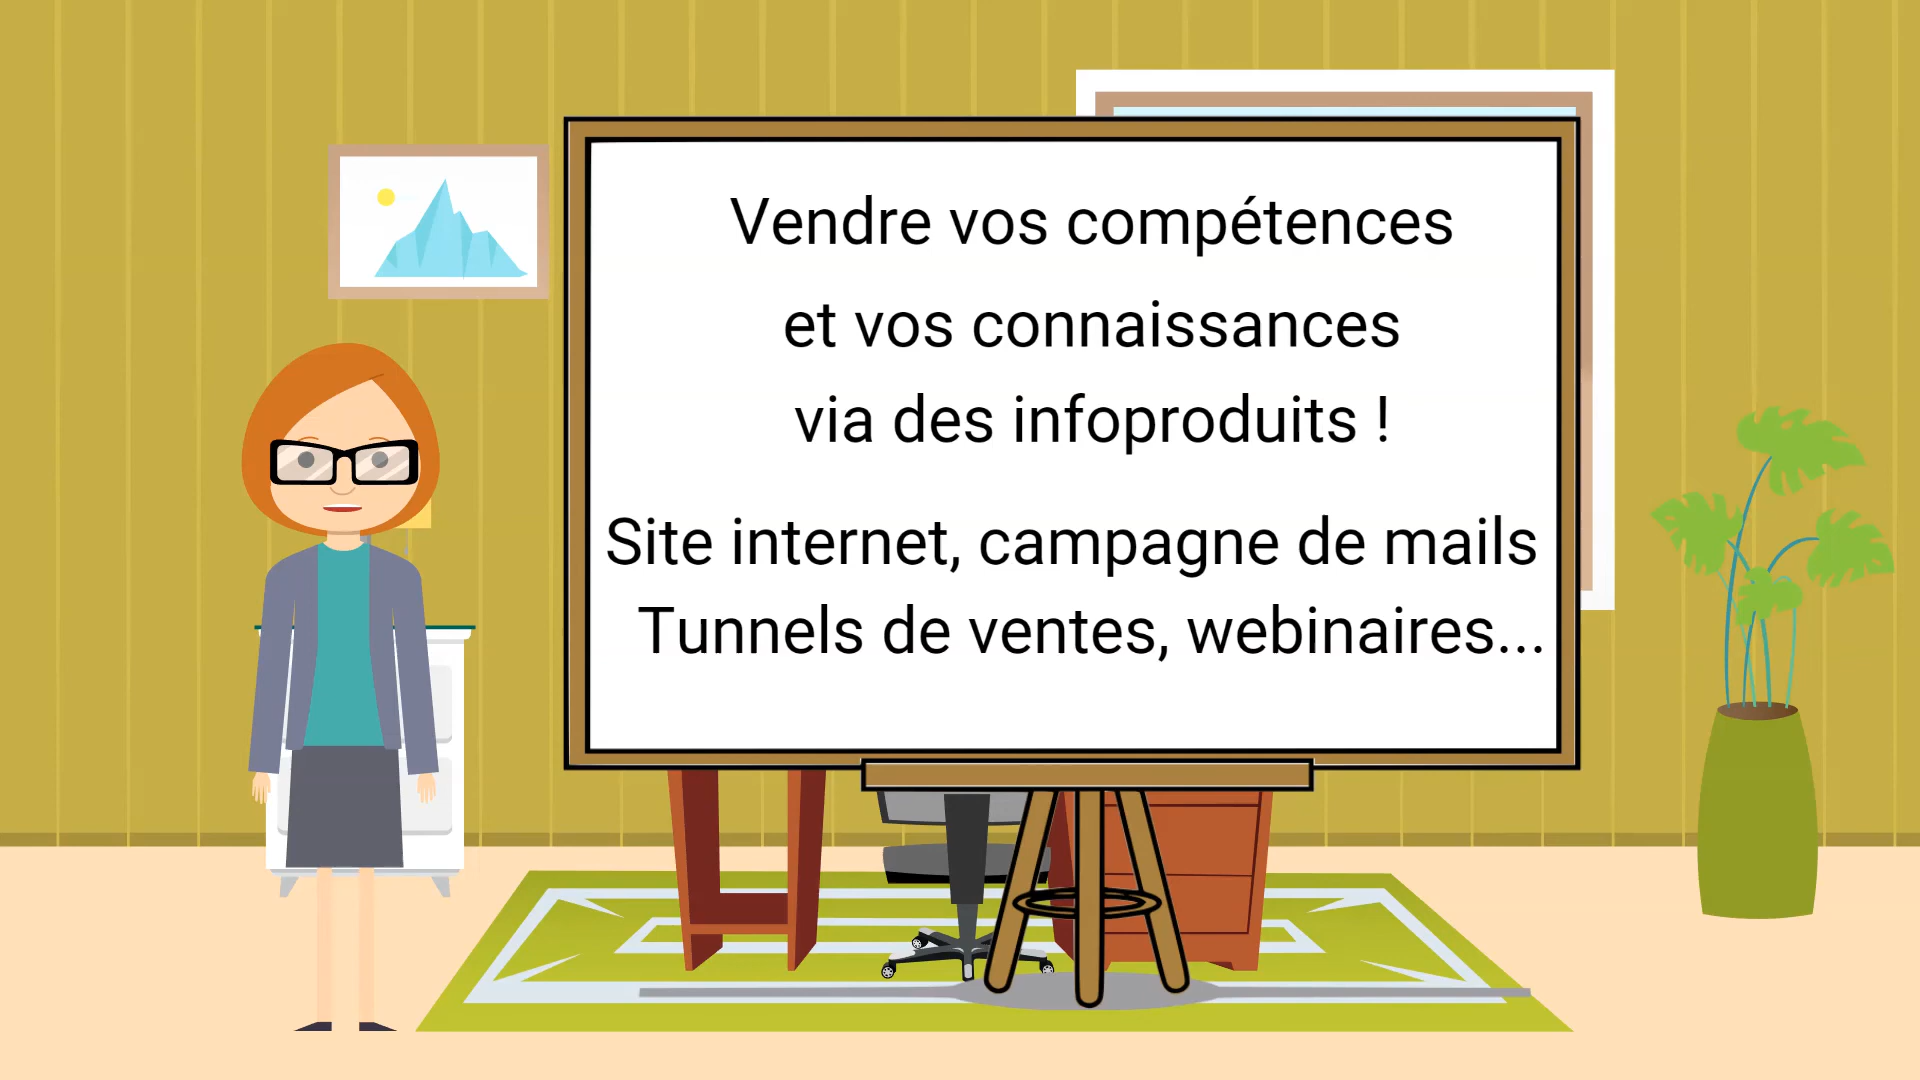 Vendre vos compétences
et vos connaissances
via des infoproduits !
Site internet, campagne de mails
Tunnels de ventes, webinaires...